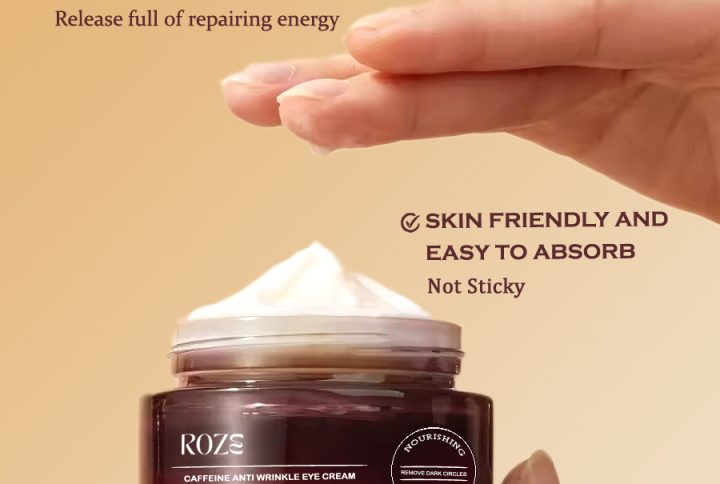 Release full of repairing energy
SKIN FRIENDLY AND
EASY TO ABSORB
Not Sticky
ROZE
CAFFEINE ANTI WRINKLE EYE CREAM
NOURISHING
REMOVE DARK CIRCLES